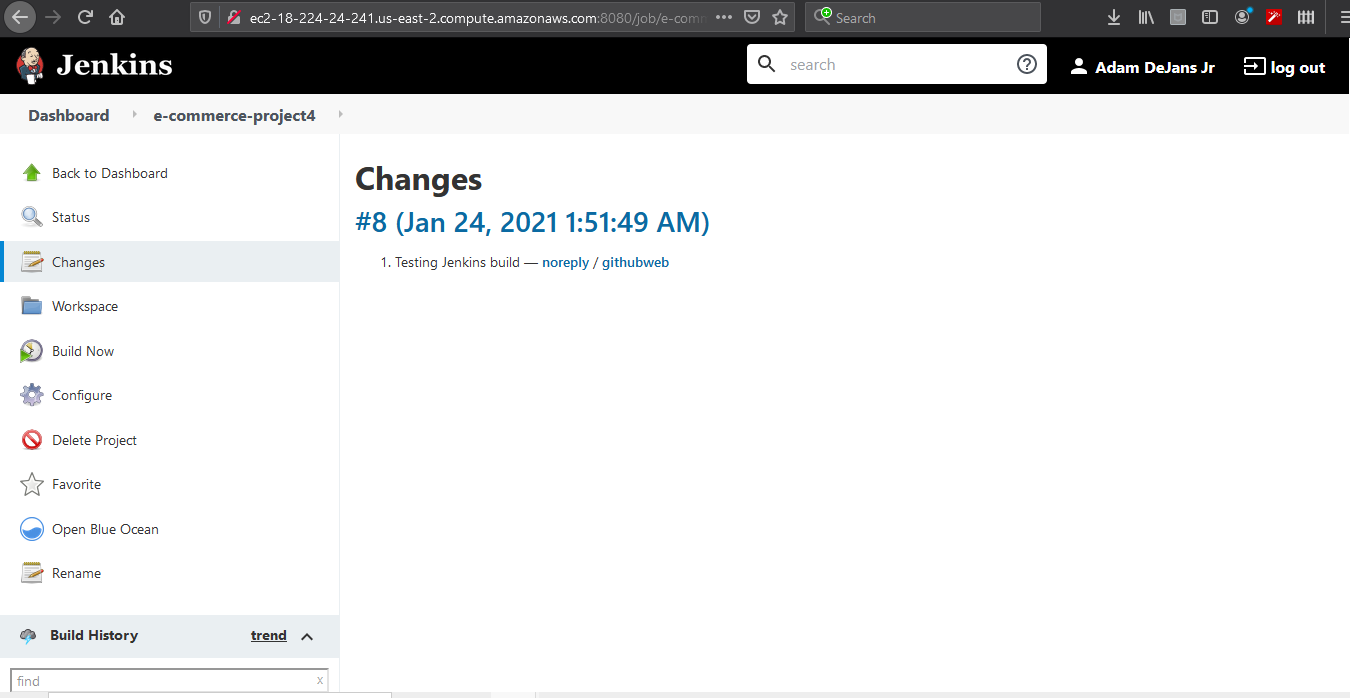 ec2-18-224-24-241.us-east-2.compute.amazonaws.com:8080/job/e-comm
Search
Jenkins
search
Adam DeJans Jr
log out
Dashboard
e-commerce-project4
Back to Dashboard
Status
Changes
Workspace
Build Now
Configure
Delete Project
Favorite
Open Blue Ocean
Rename
Build History
trend
find
x
Changes
#8 (Jan 24, 2021 1:51:49 AM)
1. Testing Jenkins build — noreply / githubweb